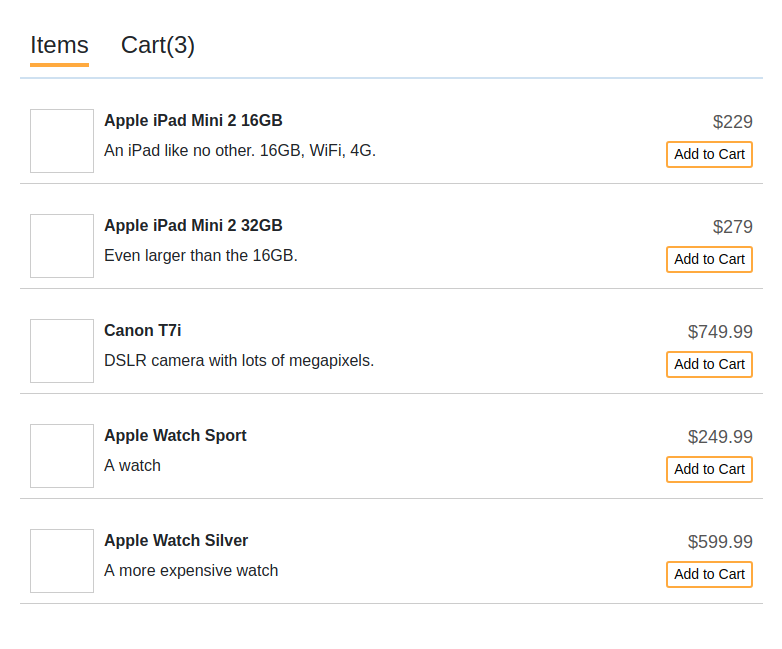 Items Cart(3)
Apple iPad Mini 2 16GB $229
An iPad like no other. 16GB, WiFi, 4G. Add to Cart
Apple iPad Mini 2 32GB $279
Even larger than the 16GB. Add to Cart
Canon T7i $749.99
DSLR camera with lots of megapixels. Add to Cart
Apple Watch Sport $249.99
A watch Add to Cart
Apple Watch Silver $599.99
A more expensive watch Add to Cart